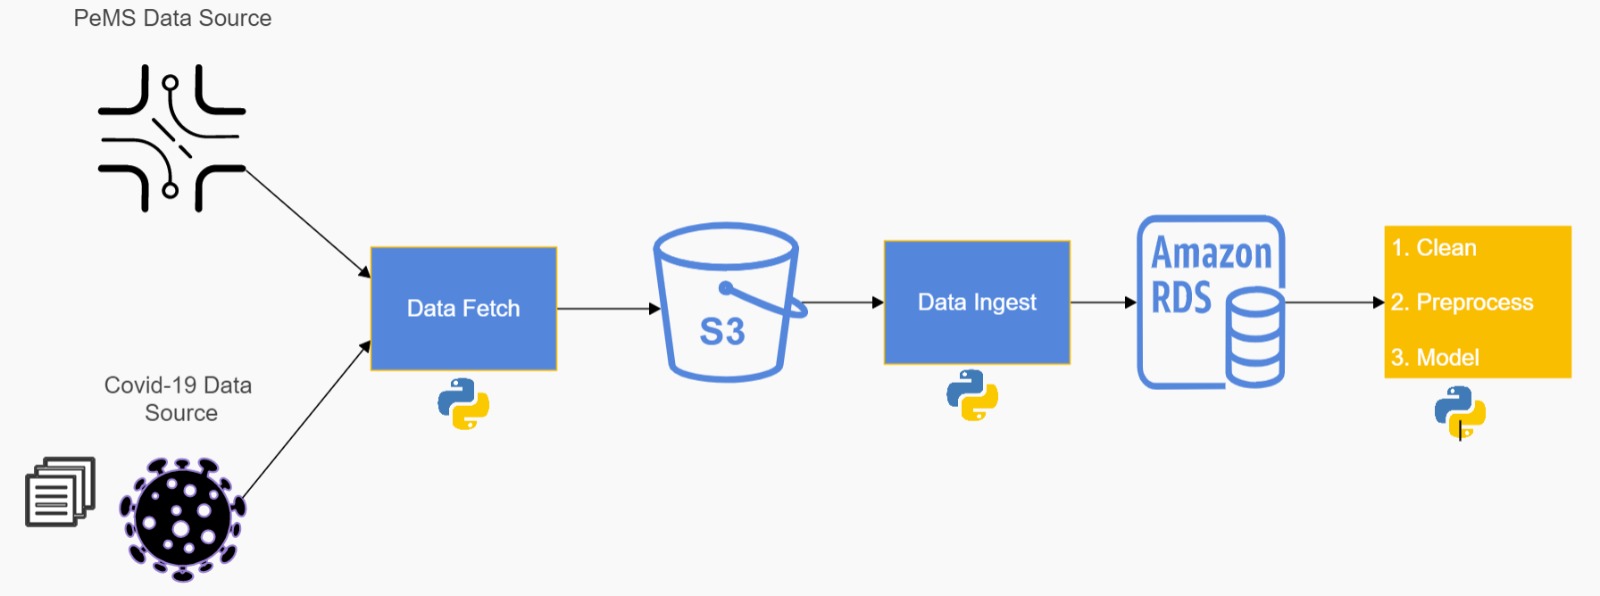 PeMS Data Source
Data Fetch
S3
Data Ingest
Amazon
RDS
1. Clean
2. Preprocess
3. Model
Covid-19 Data
Source